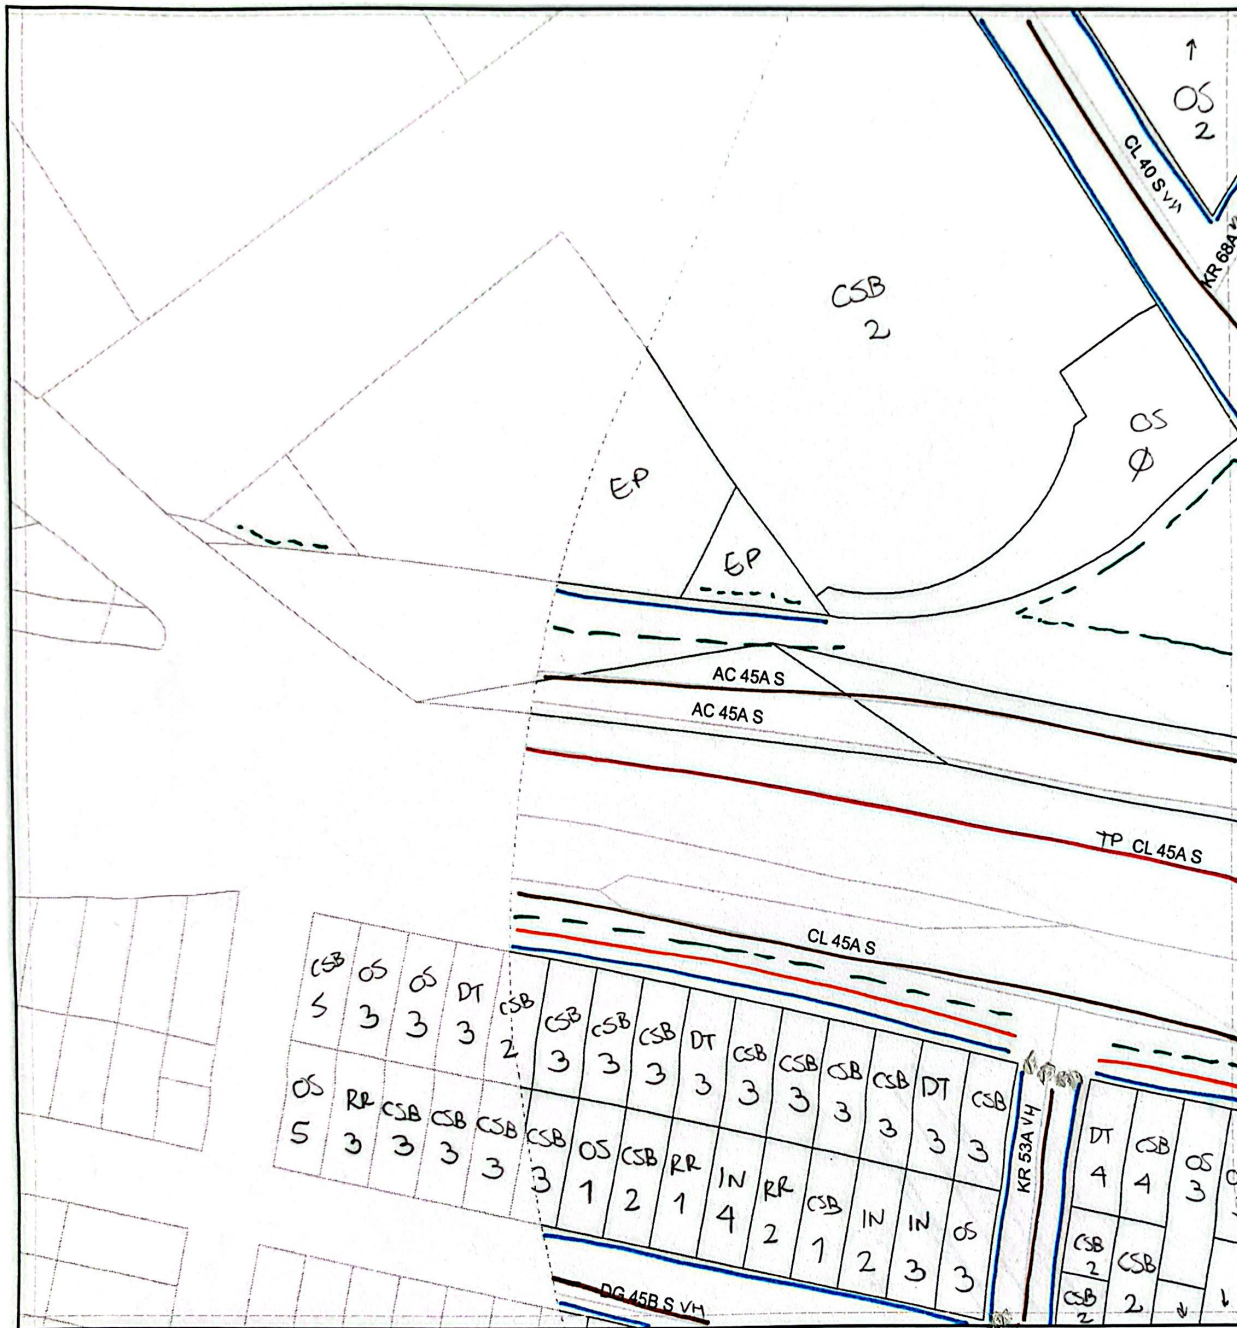 ↑
OS
2
CL 40 S VH
KR 68A
CSB
2
OS
Ø
EP
EP
AC 45A S
AC 45A S
TP CL 45A S
CL 45A S
CSB OS OS DT CSB CSB CSB CSB DT CSB CSB CSB CSB DT CSB
5 3 3 3 2 3 3 3 3 3 3 3 3 3 3
OS RR CSB CSB CSB CSB OS CSB RR IN RR CSB IN IN OS
5 3 3 3 3 3 1 2 1 4 2 1 2 3 3
KR 53A VH
DT CSB OS
4 4 3
CSB
2
CSB
2
CSB
2
↓ ↓
DG 45B S VH